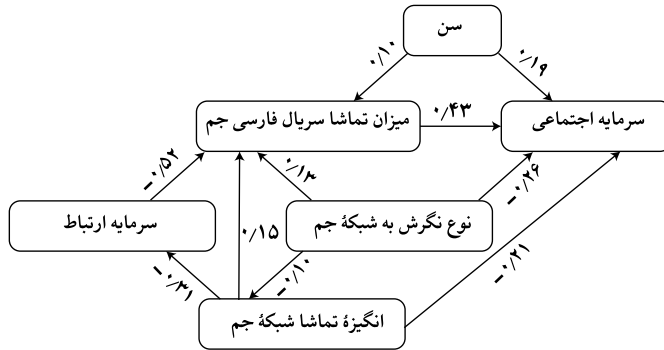 سن
۰/۱۰
۰/۱۹
میزان تماشا سریال فارسی جم
۰/۴۳
سرمایه اجتماعی
-۰/۵۲
۰/۱۳
-۰/۲۶
سرمایه ارتباط
۰/۱۵
نوع نگرش به شبکهٔ جم
-۰/۳۱
-۰/۱۰
-۰/۲۱
انگیزهٔ تماشا شبکهٔ جم